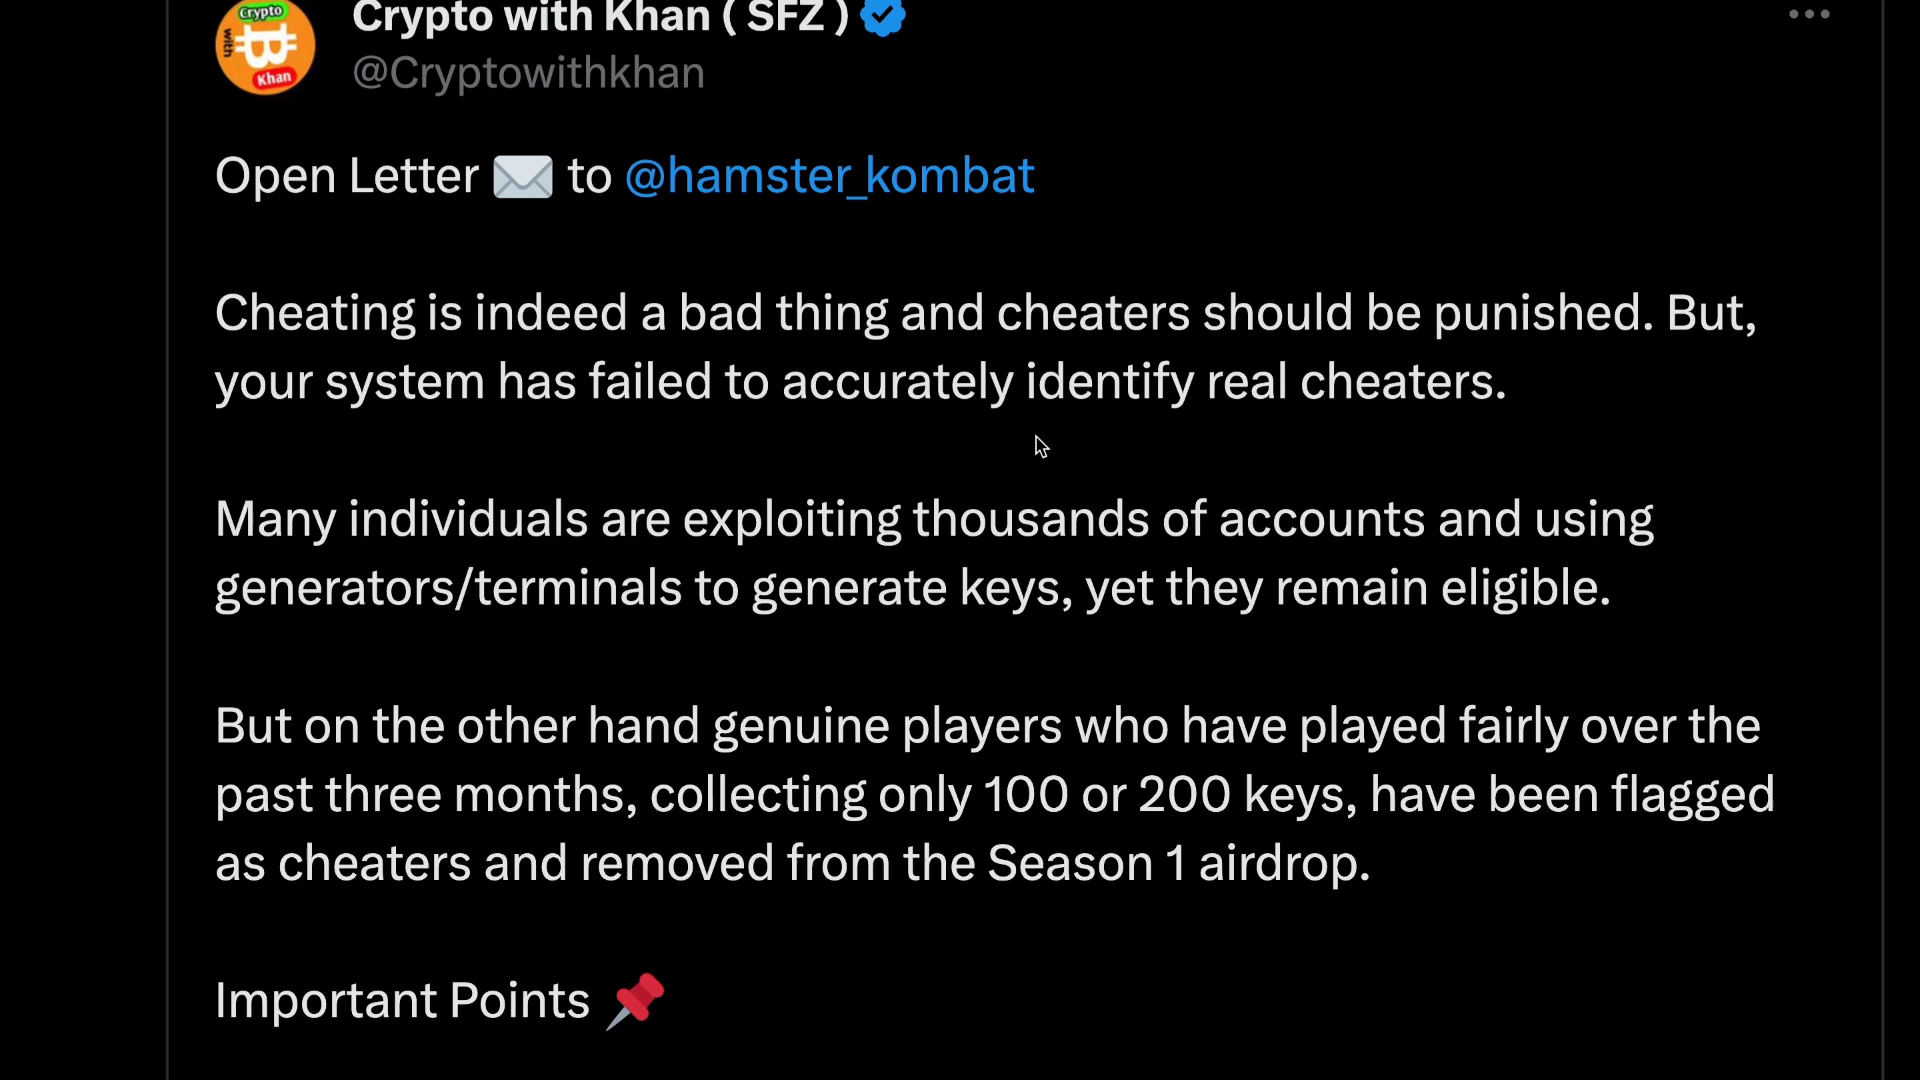 Crypto with Khan ( SFZ )
@Cryptowithkhan
Crypto
with
Khan
Open Letter ✉️ to @hamster_kombat
Cheating is indeed a bad thing and cheaters should be punished. But,
your system has failed to accurately identify real cheaters.
Many individuals are exploiting thousands of accounts and using
generators/terminals to generate keys, yet they remain eligible.
But on the other hand genuine players who have played fairly over the
past three months, collecting only 100 or 200 keys, have been flagged
as cheaters and removed from the Season 1 airdrop.
Important Points 📌